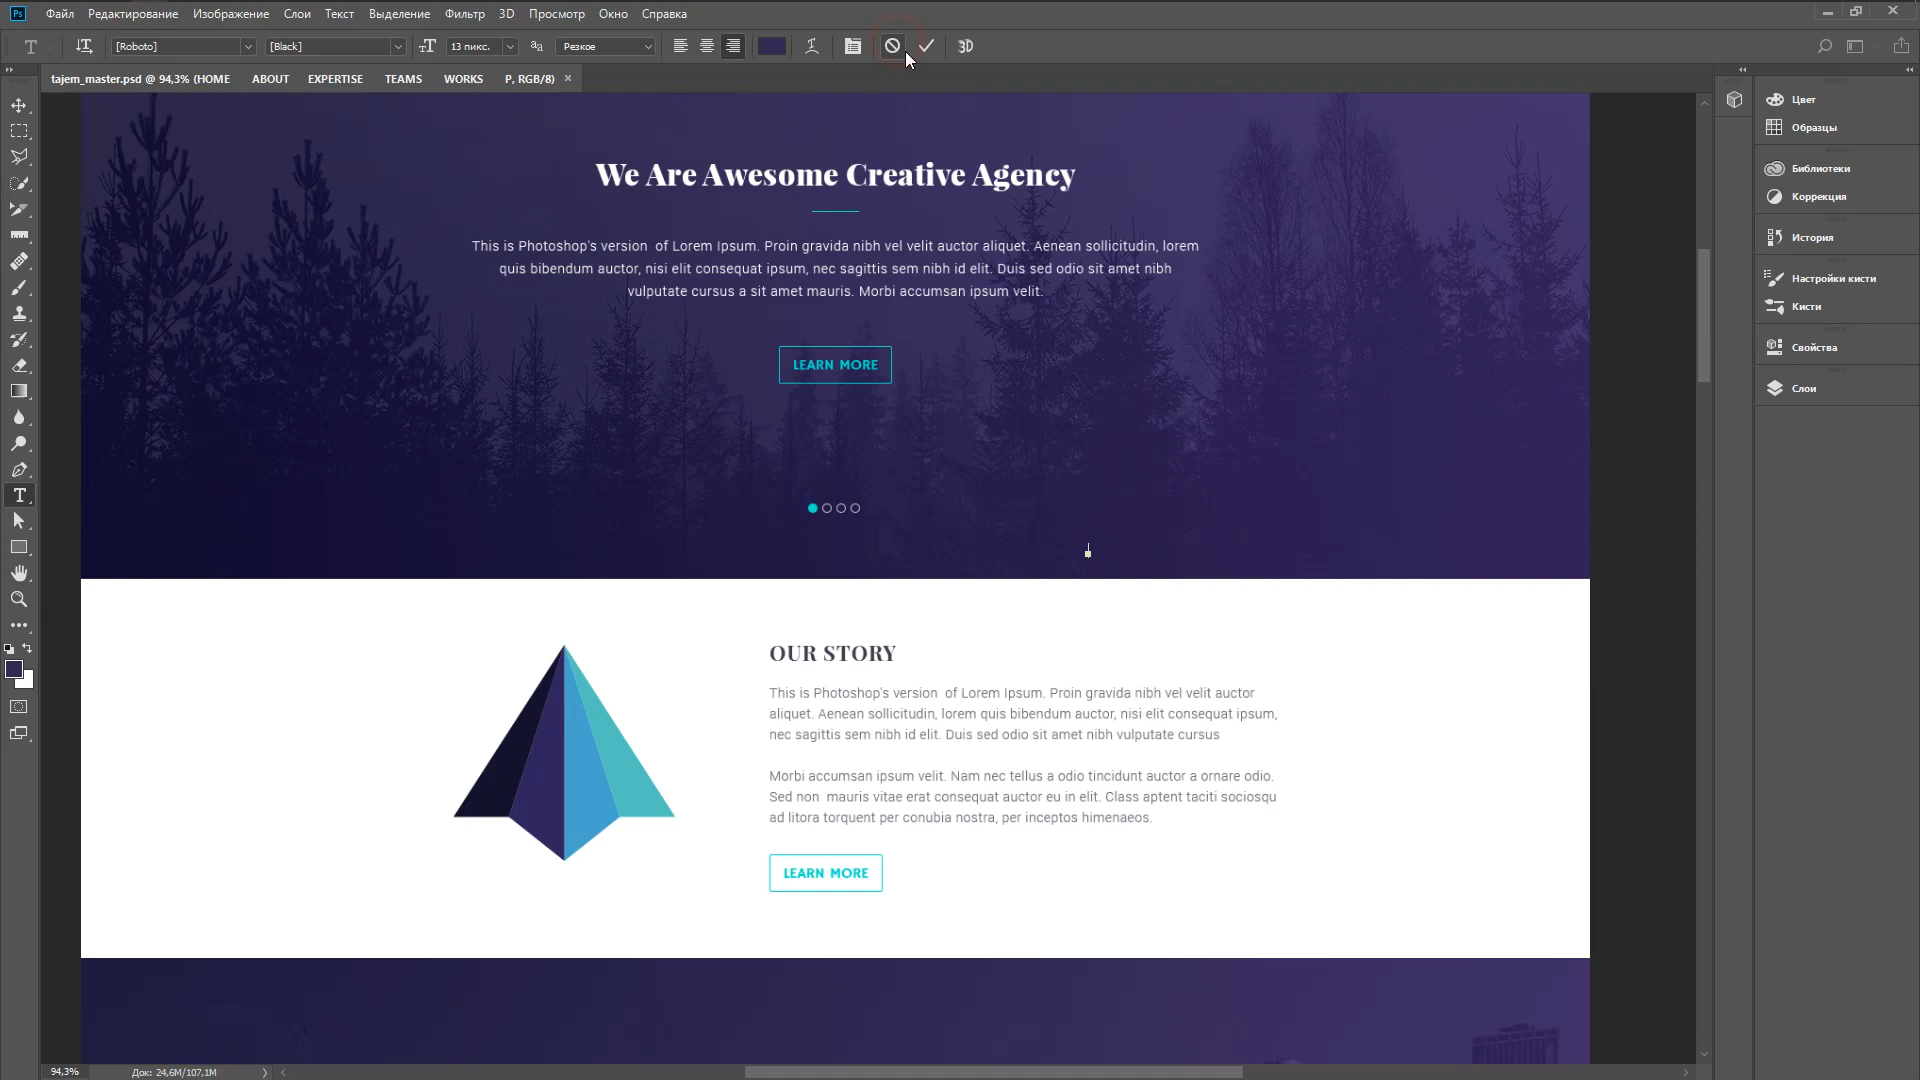 Ps Файл Редактирование Изображение Слои Текст Выделение Фильтр 3D Просмотр Окно Справка
[Roboto] [Black] 13 пикс. Резкое 3D
tajem_master.psd @ 94,3% (HOME ABOUT EXPERTISE TEAMS WORKS P, RGB/8) ×
Цвет
Образцы
Библиотеки
Коррекция
История
Настройки кисти
Кисти
Свойства
Слои
We Are Awesome Creative Agency
This is Photoshop's version of Lorem Ipsum. Proin gravida nibh vel velit auctor aliquet. Aenean sollicitudin, lorem
quis bibendum auctor, nisi elit consequat ipsum, nec sagittis sem nibh id elit. Duis sed odio sit amet nibh
vulputate cursus a sit amet mauris. Morbi accumsan ipsum velit.
LEARN MORE
OUR STORY
This is Photoshop's version of Lorem Ipsum. Proin gravida nibh vel velit auctor
aliquet. Aenean sollicitudin, lorem quis bibendum auctor, nisi elit consequat ipsum,
nec sagittis sem nibh id elit. Duis sed odio sit amet nibh vulputate cursus
Morbi accumsan ipsum velit. Nam nec tellus a odio tincidunt auctor a ornare odio.
Sed non mauris vitae erat consequat auctor eu in elit. Class aptent taciti sociosqu
ad litora torquent per conubia nostra, per inceptos himenaeos.
LEARN MORE
94,3% Док: 24,6M/107,1M